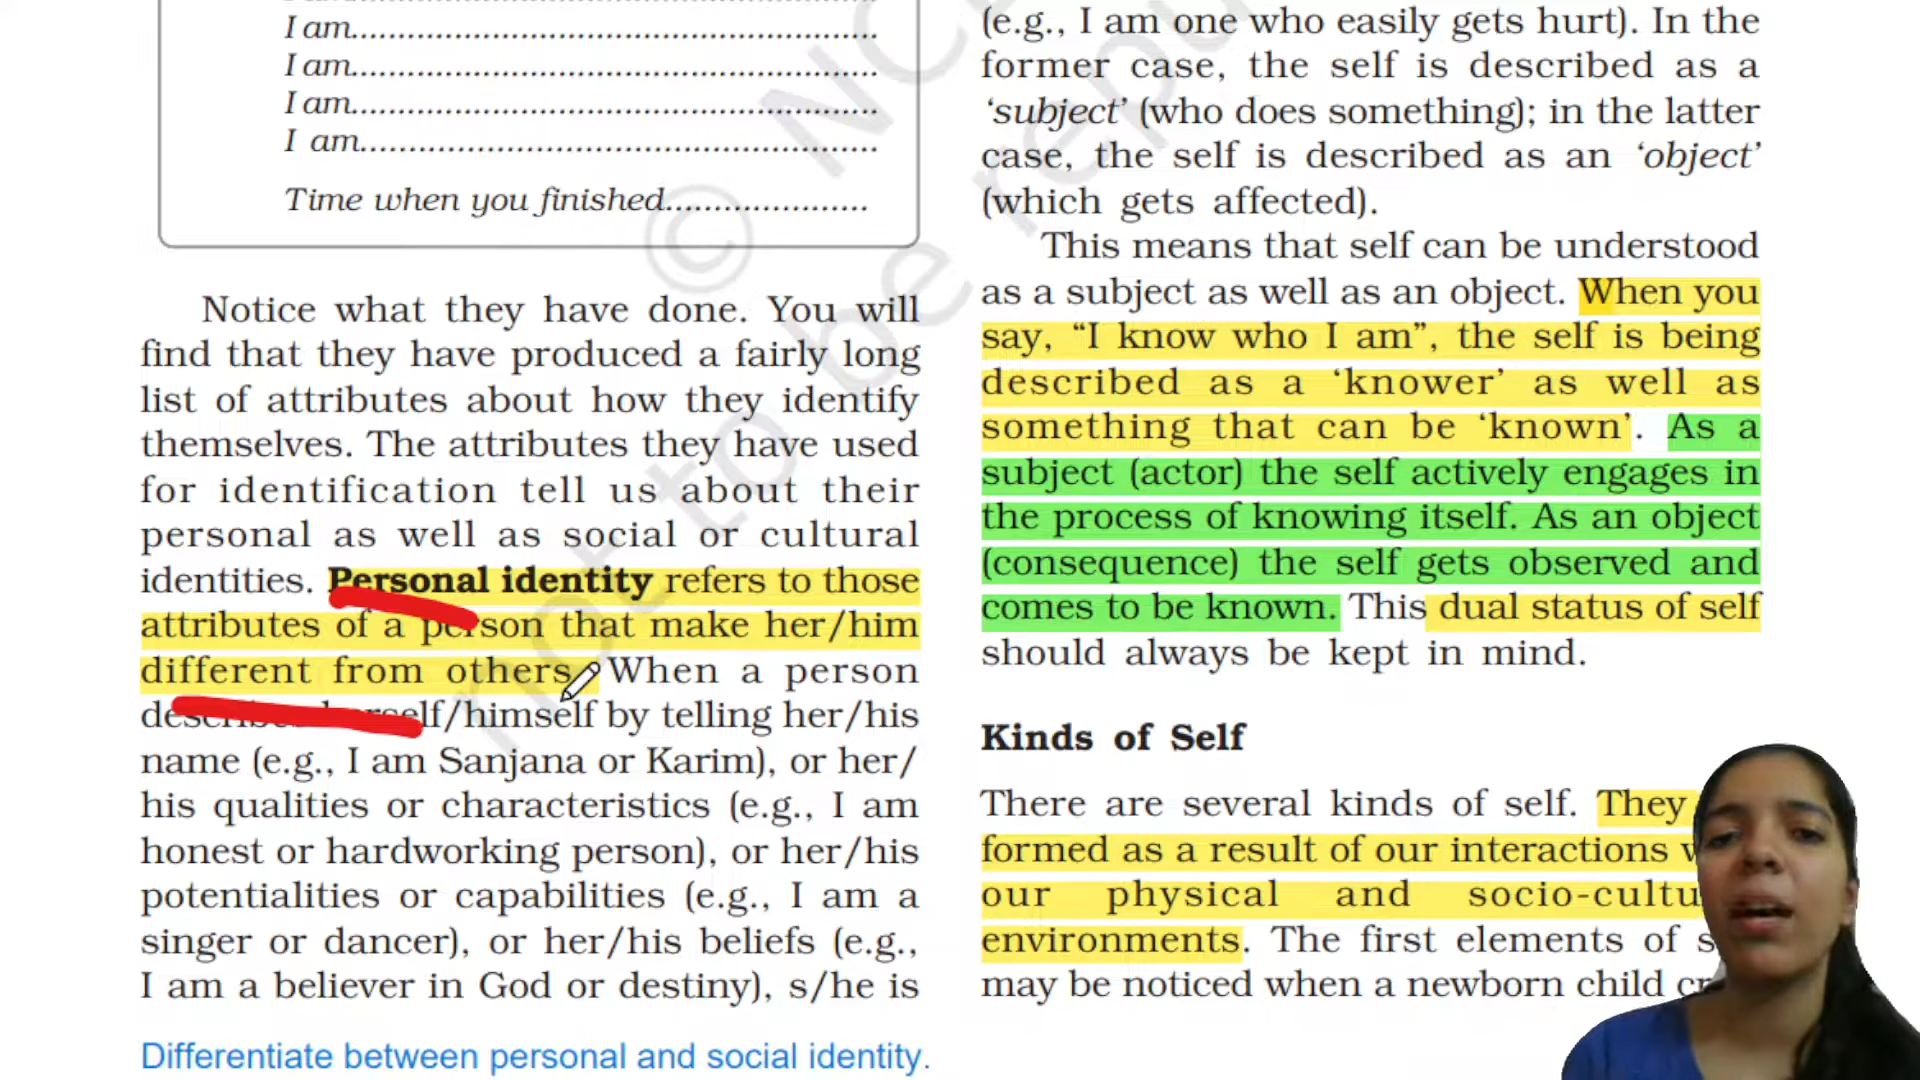 I am
I am
I am
I am
Time when you finished
Notice what they have done. You will
find that they have produced a fairly long
list of attributes about how they identify
themselves. The attributes they have used
for identification tell us about their
personal as well as social or cultural
identities. Personal identity refers to those
attributes of a person that make her/him
different from others. When a person
describes herself/himself by telling her/his
name (e.g., I am Sanjana or Karim), or her/
his qualities or characteristics (e.g., I am
honest or hardworking person), or her/his
potentialities or capabilities (e.g., I am a
singer or dancer), or her/his beliefs (e.g.,
I am a believer in God or destiny), s/he is
Differentiate between personal and social identity.
(e.g., I am one who easily gets hurt). In the
former case, the self is described as a
‘subject’ (who does something); in the latter
case, the self is described as an ‘object’
(which gets affected).
This means that self can be understood
as a subject as well as an object. When you
say, “I know who I am”, the self is being
described as a ‘knower’ as well as
something that can be ‘known’. As a
subject (actor) the self actively engages in
the process of knowing itself. As an object
(consequence) the self gets observed and
comes to be known. This dual status of self
should always be kept in mind.
Kinds of Self
There are several kinds of self. They
formed as a result of our interactions
our physical and
environments. The first elements of
may be noticed when a newborn child
© NC
not to be repu